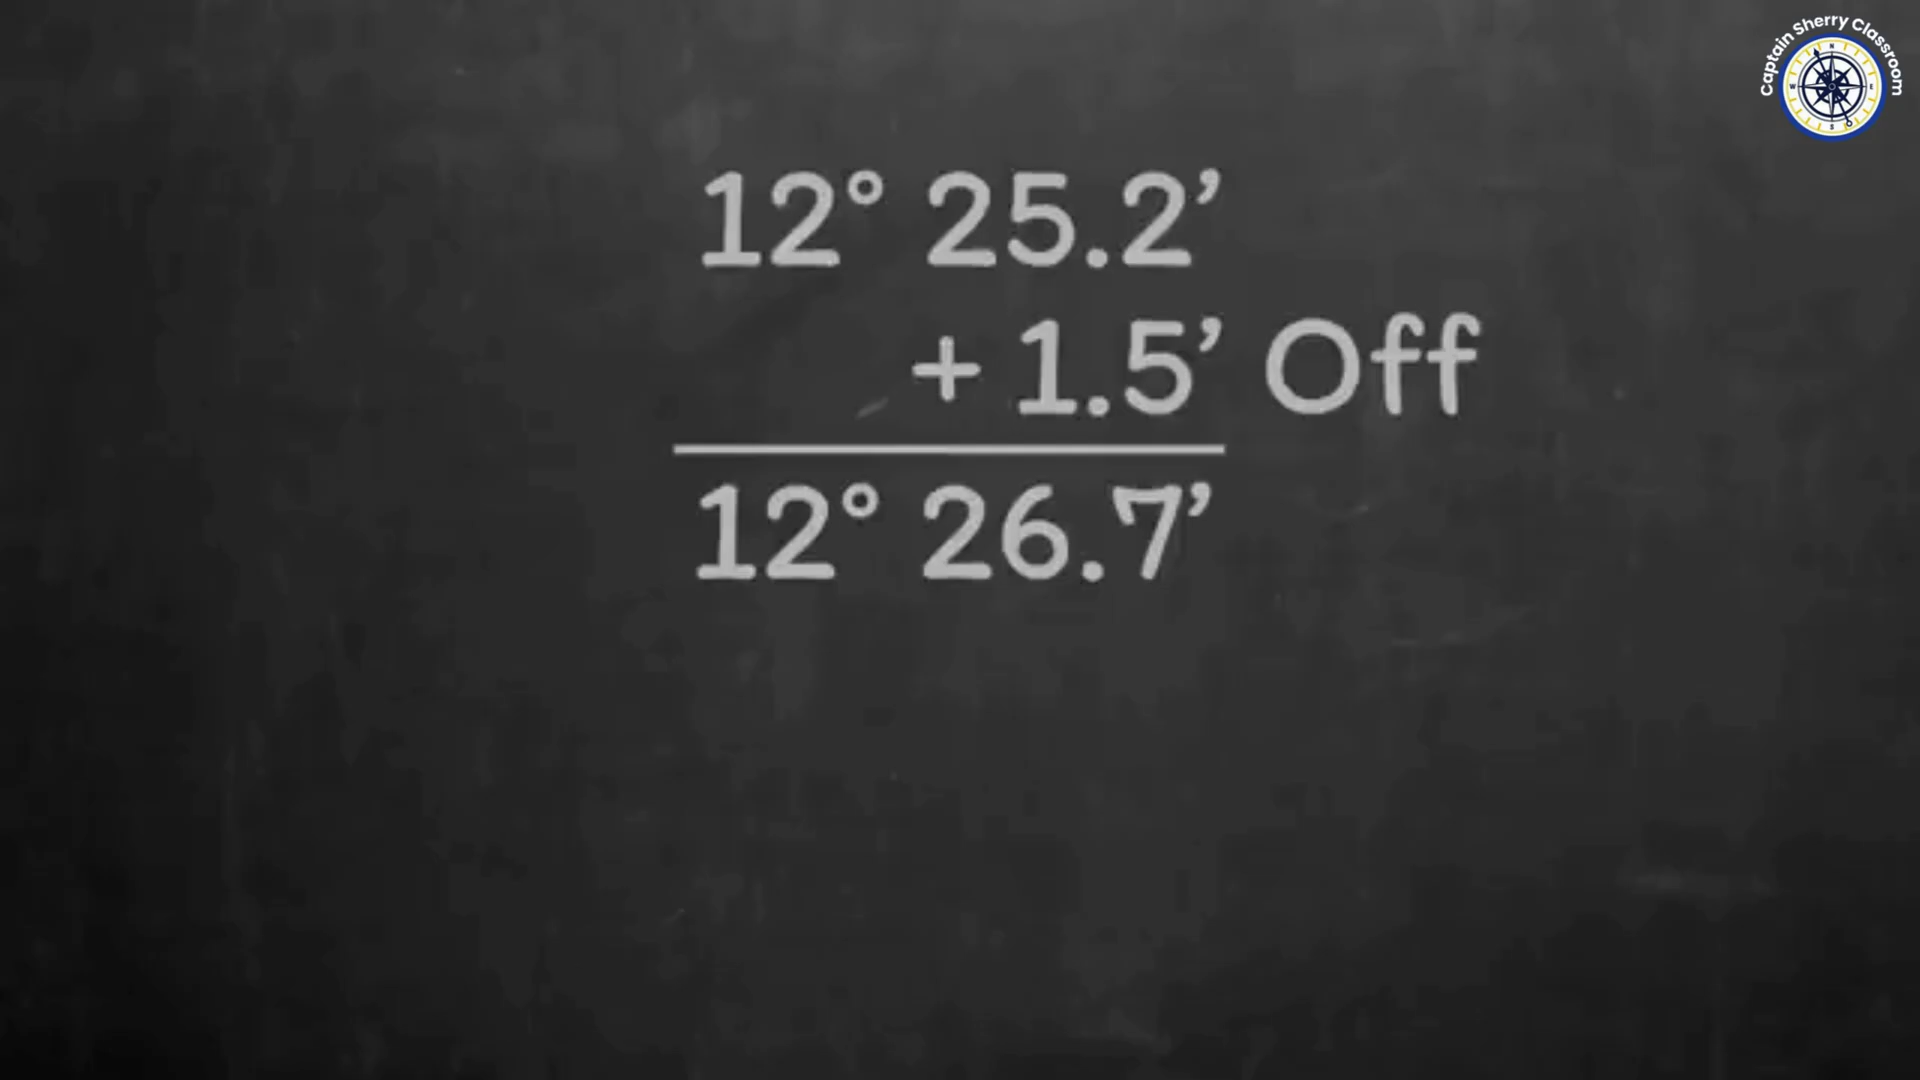 Captain Sherry Classroom
N
W E
S
12° 25.2’
+ 1.5’ Off
12° 26.7’